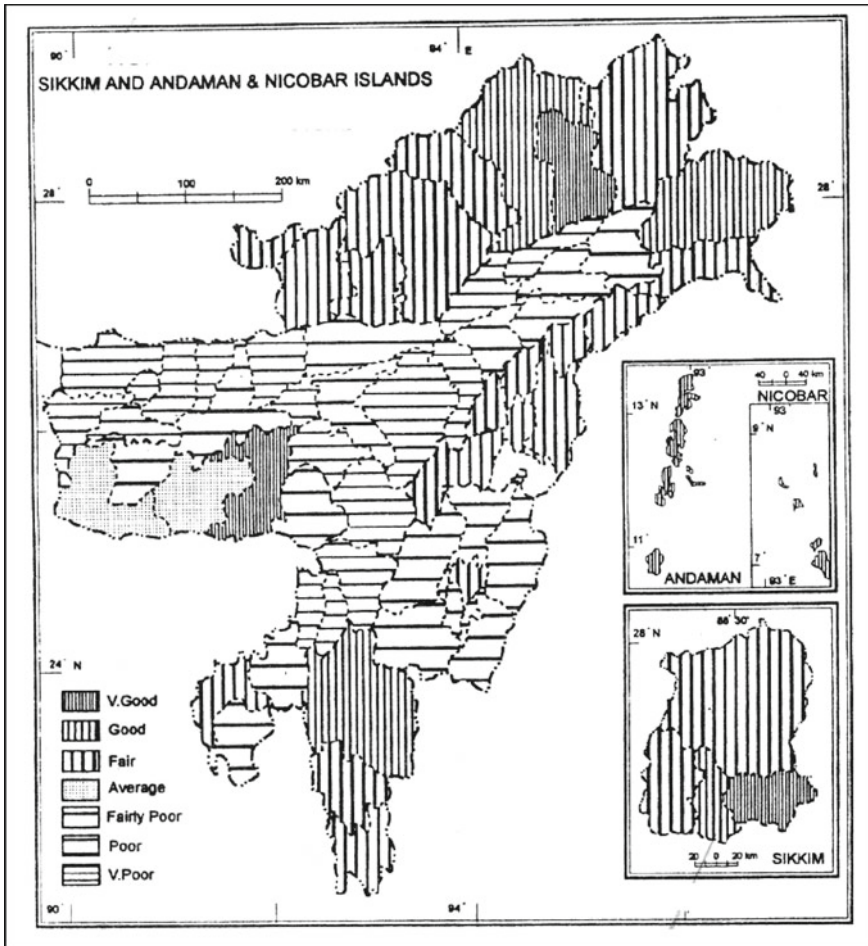 90°
94° E
SIKKIM AND ANDAMAN & NICOBAR ISLANDS
0 100 200 km
28°
28°
93
40 0 40 km
NICOBAR
13° N
93
9° N
11°
7°
ANDAMAN
93° E
88° 30' E
28° N
24° N
V.Good
Good
Fair
Average
Fairly Poor
Poor
V.Poor
20 0 20 km
SIKKIM
90°
94°